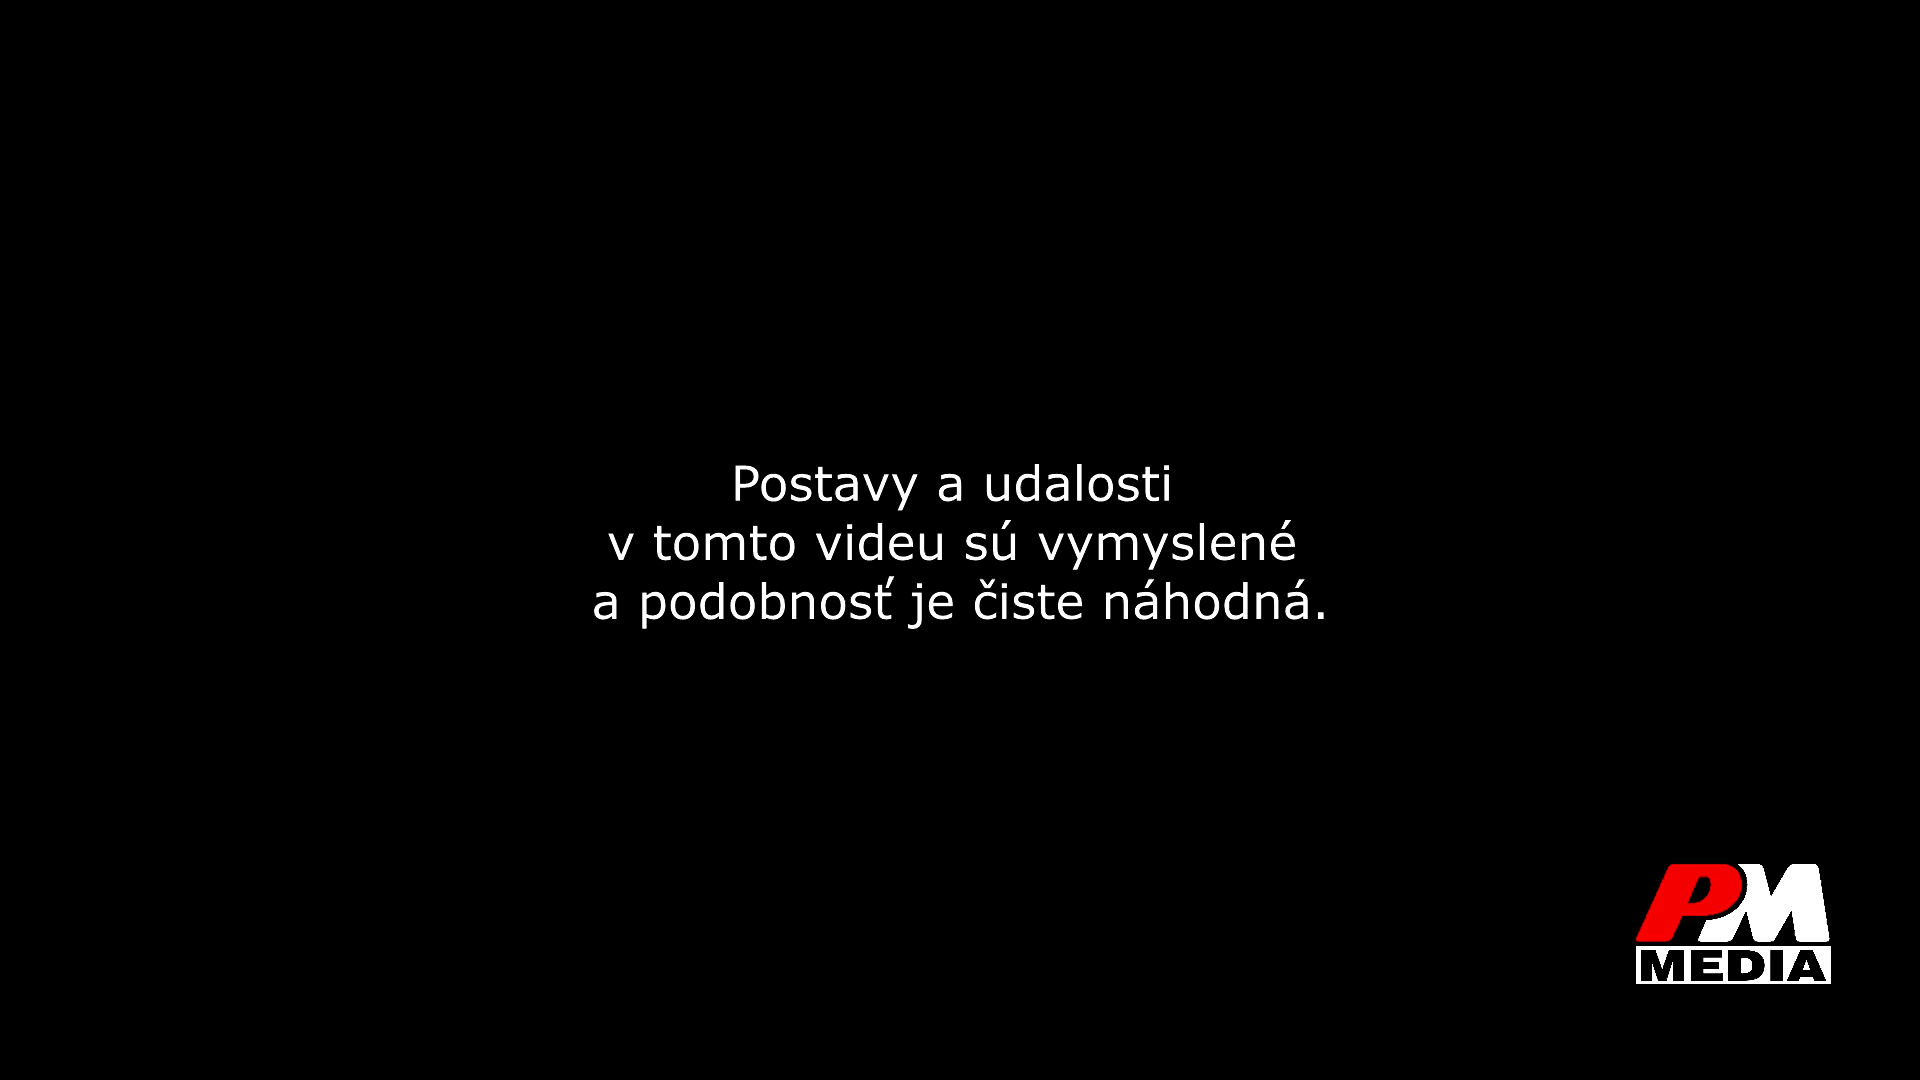 Postavy a udalosti
v tomto videu sú vymyslené
a podobnosť je čiste náhodná.
PM
MEDIA